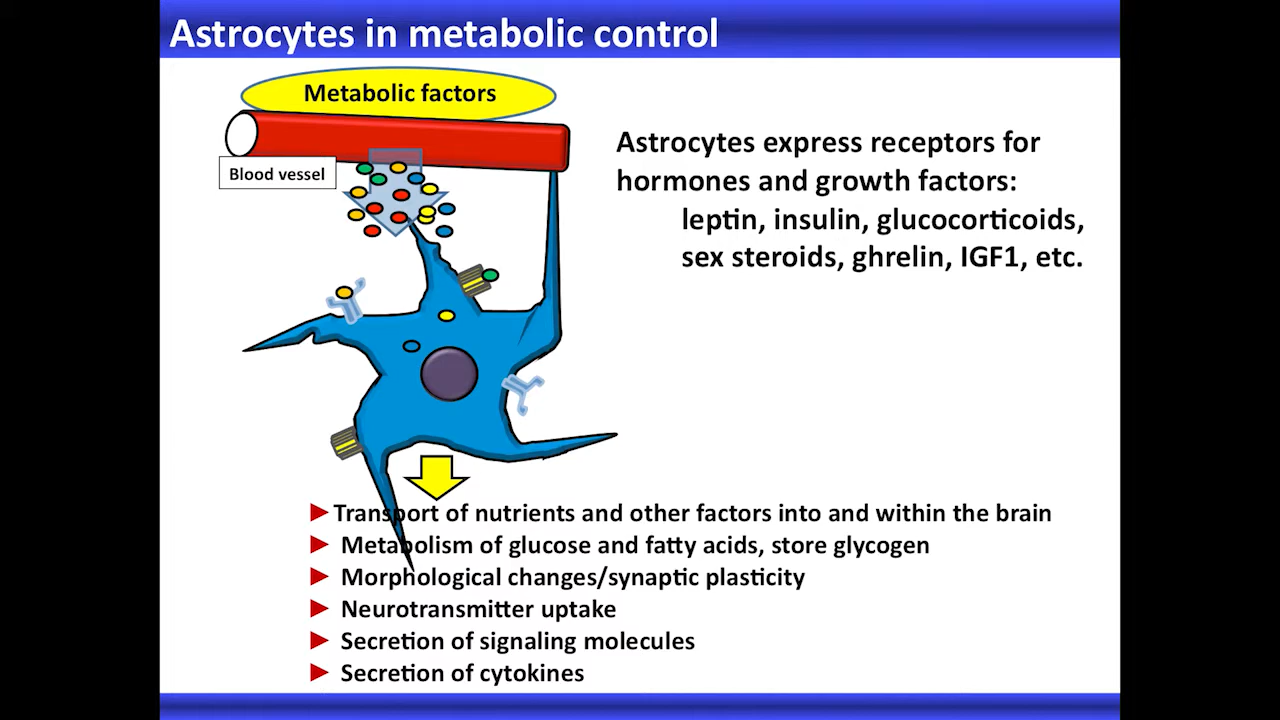 Astrocytes in metabolic control
Metabolic factors
Blood vessel
Astrocytes express receptors for
hormones and growth factors:
leptin, insulin, glucocorticoids,
sex steroids, ghrelin, IGF1, etc.
►Transport of nutrients and other factors into and within the brain
► Metabolism of glucose and fatty acids, store glycogen
► Morphological changes/synaptic plasticity
► Neurotransmitter uptake
► Secretion of signaling molecules
► Secretion of cytokines